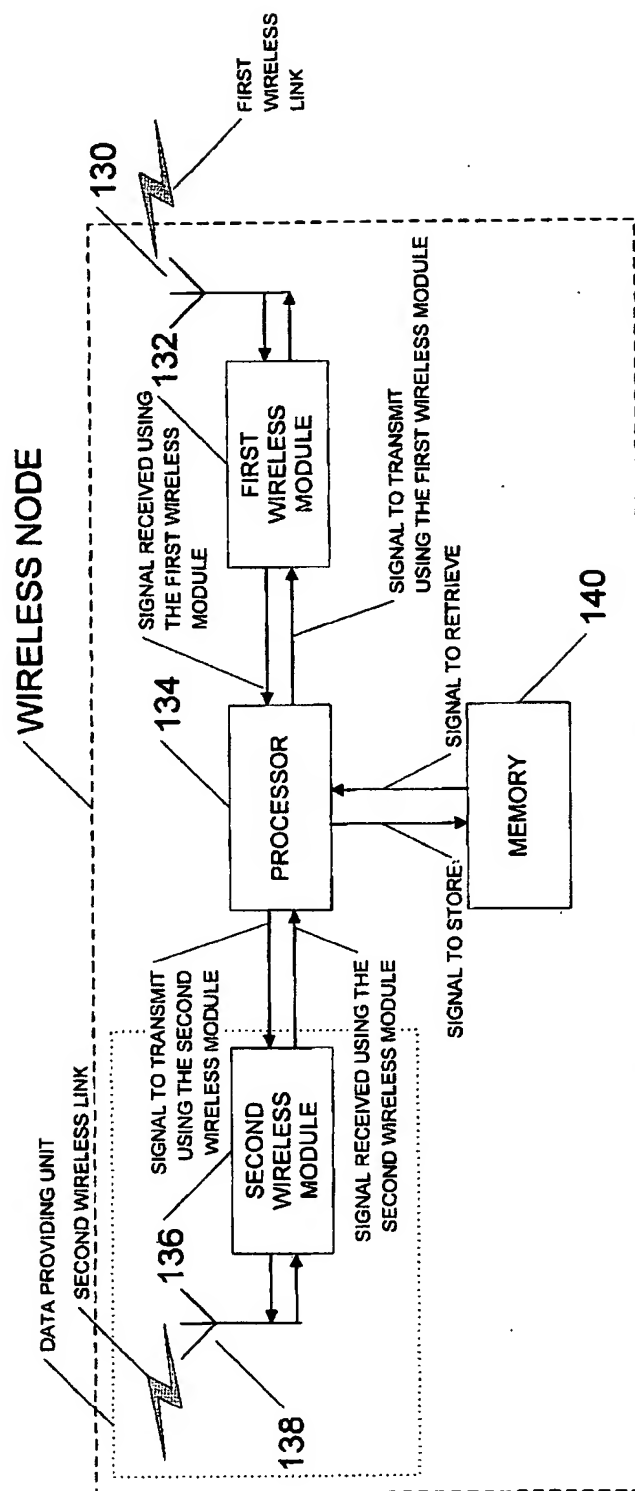 WIRELESS NODE
DATA PROVIDING UNIT
SECOND WIRELESS LINK
136
138
SECOND
WIRELESS
MODULE
SIGNAL TO TRANSMIT
USING THE SECOND
WIRELESS MODULE
SIGNAL RECEIVED USING THE
SECOND WIRELESS MODULE
134
PROCESSOR
SIGNAL TO STORE
SIGNAL TO RETRIEVE
MEMORY
140
SIGNAL RECEIVED USING
THE FIRST WIRELESS
MODULE
SIGNAL TO TRANSMIT
USING THE FIRST WIRELESS MODULE
132
FIRST
WIRELESS
MODULE
130
FIRST
WIRELESS
LINK